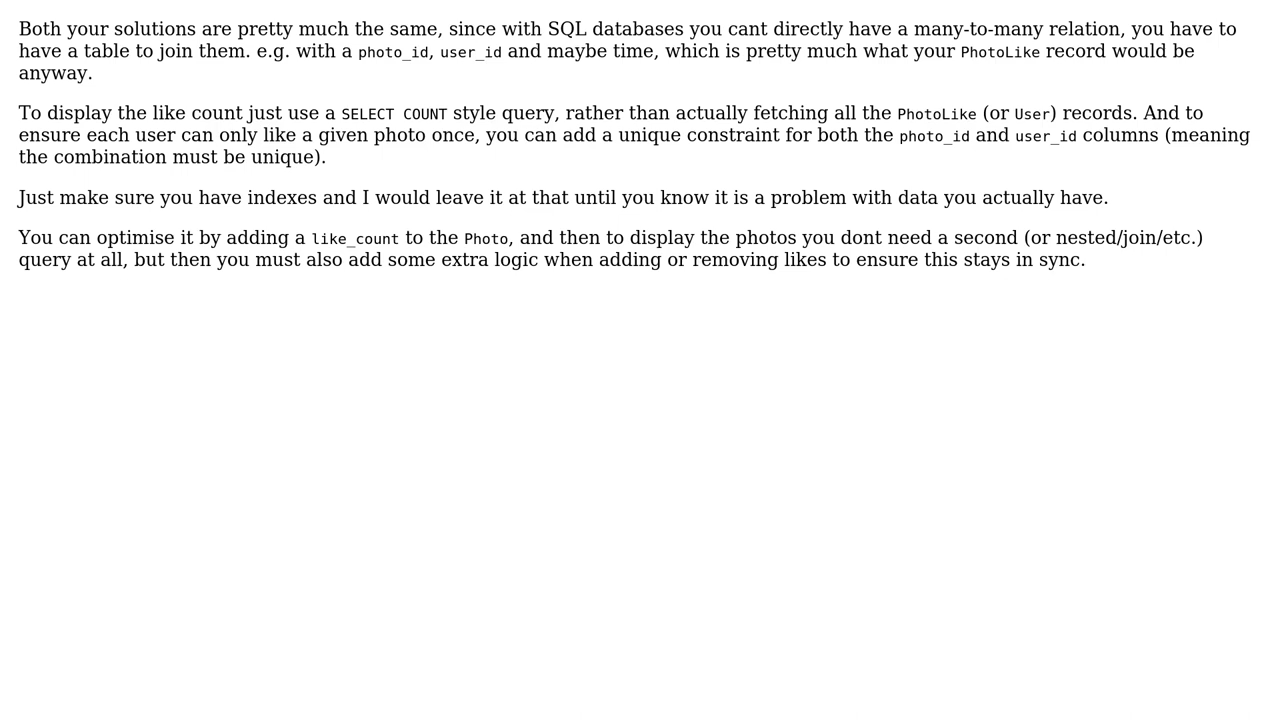 Both your solutions are pretty much the same, since with SQL databases you cant directly have a many-to-many relation, you have to
have a table to join them. e.g. with a photo_id, user_id and maybe time, which is pretty much what your PhotoLike record would be
anyway.
To display the like count just use a SELECT COUNT style query, rather than actually fetching all the PhotoLike (or User) records. And to
ensure each user can only like a given photo once, you can add a unique constraint for both the photo_id and user_id columns (meaning
the combination must be unique).
Just make sure you have indexes and I would leave it at that until you know it is a problem with data you actually have.
You can optimise it by adding a like_count to the Photo, and then to display the photos you dont need a second (or nested/join/etc.)
query at all, but then you must also add some extra logic when adding or removing likes to ensure this stays in sync.